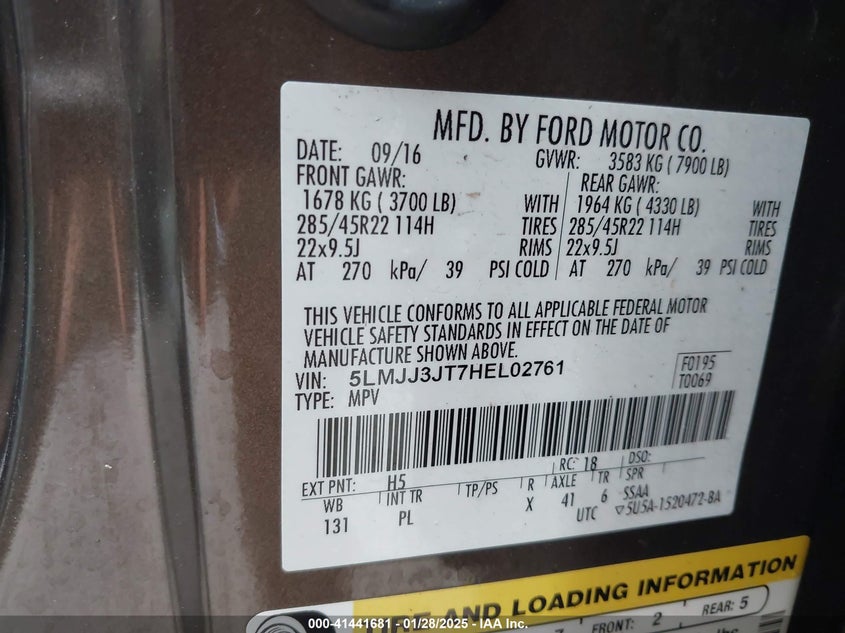 MFD. BY FORD MOTOR CO.
DATE: 09/16 GVWR: 3583 KG ( 7900 LB)
FRONT GAWR: REAR GAWR:
1678 KG ( 3700 LB) WITH 1964 KG ( 4330 LB) WITH
285/45R22 114H TIRES 285/45R22 114H TIRES
22x9.5J RIMS 22x9.5J RIMS
AT 270 kPa/ 39 PSI COLD AT 270 kPa/ 39 PSI COLD
THIS VEHICLE CONFORMS TO ALL APPLICABLE FEDERAL MOTOR
VEHICLE SAFETY STANDARDS IN EFFECT ON THE DATE OF
MANUFACTURE SHOWN ABOVE.
VIN: 5LMJJ3JT7HEL02761 F0195
TYPE: MPV T0069
EXT PNT: H5 RC: 18 DSO:
WB INT TR TP/PS R AXLE TR SPR
131 PL X 41 6 SSAA
UTC ▽5U5A-1520472-BA
TIRE AND LOADING INFORMATION
FRONT: 2 REAR: 5
000-41441681 - 01/28/2025 - IAA Inc.